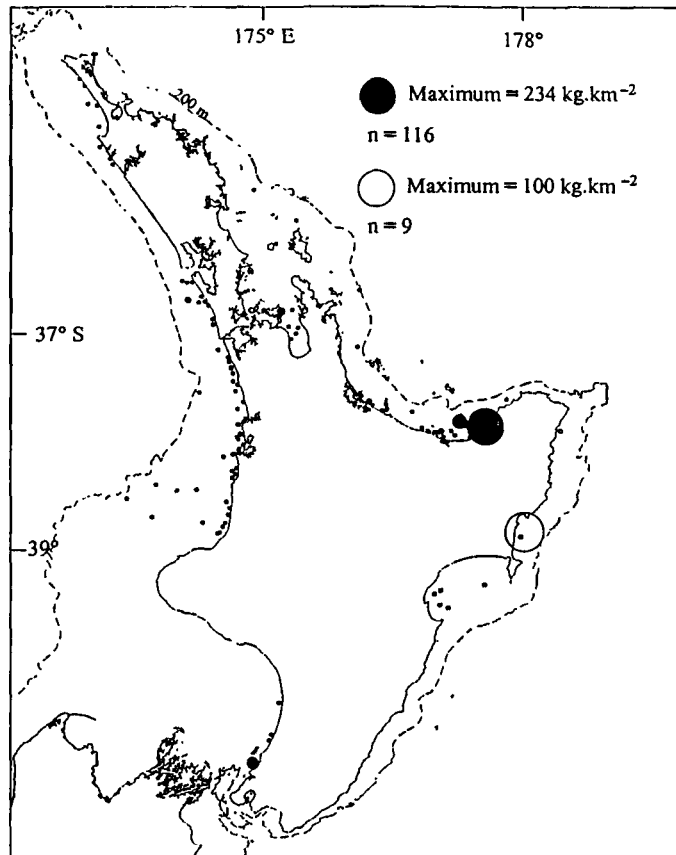 175° E 178°
200 m
Maximum = 234 kg.km⁻²
n = 116
Maximum = 100 kg.km⁻²
n = 9
37° S
39°